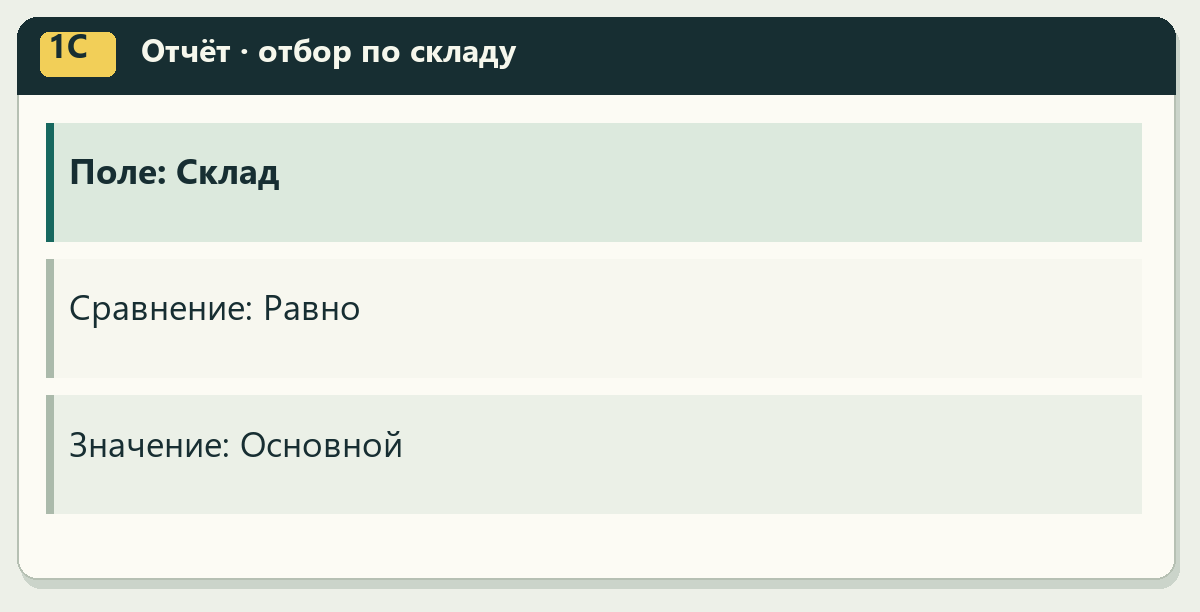 1С
Отчёт · отбор по складу
Поле: Склад
Сравнение: Равно
Значение: Основной